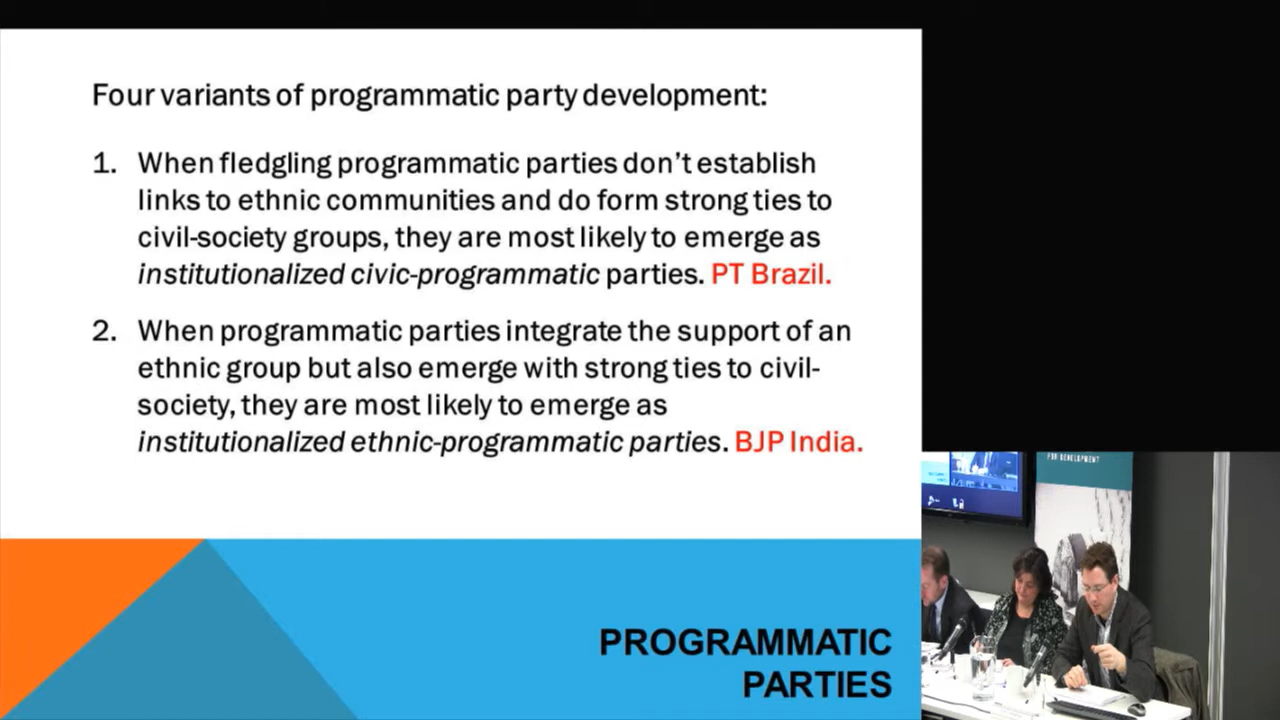 Four variants of programmatic party development:
1. When fledgling programmatic parties don't establish
links to ethnic communities and do form strong ties to
civil-society groups, they are most likely to emerge as
institutionalized civic-programmatic parties. PT Brazil.
2. When programmatic parties integrate the support of an
ethnic group but also emerge with strong ties to civil-
society, they are most likely to emerge as
institutionalized ethnic-programmatic parties. BJP India.
FOR DEVELOPMENT
PROGRAMMATIC
PARTIES